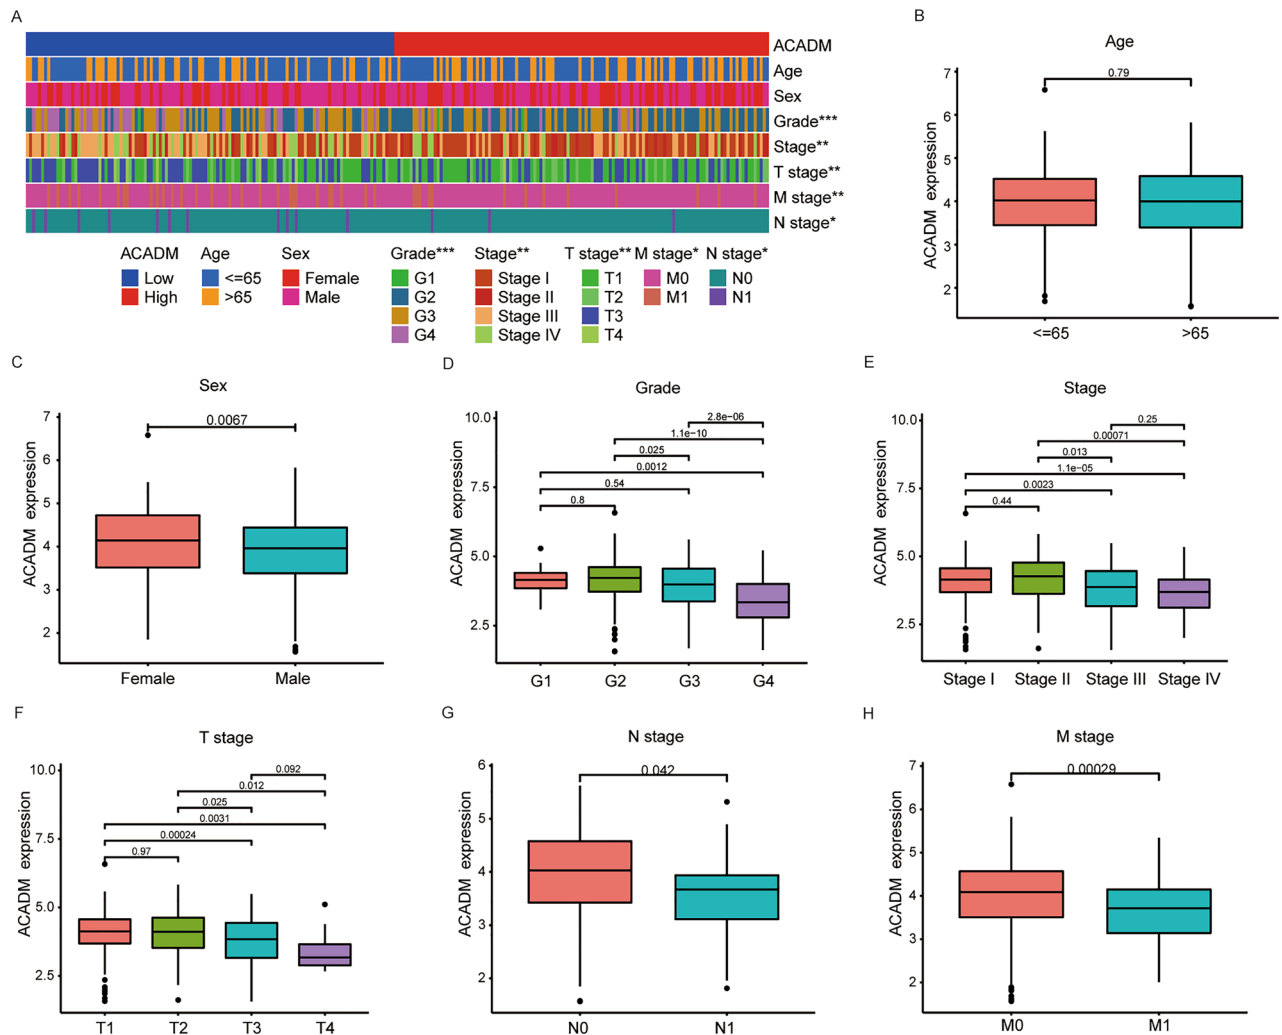 A
ACADM
Age
Sex
Grade***
Stage**
T stage**
M stage**
N stage*
ACADM
Low
High
Age
<=65
>65
Sex
Female
Male
Grade***
G1
G2
G3
G4
Stage**
Stage I
Stage II
Stage III
Stage IV
T stage**
T1
T2
T3
T4
M stage*
M0
M1
N stage*
N0
N1
B
Age
ACADM expression
7
6
5
4
3
2
0.79
<=65
>65
C
Sex
ACADM expression
7
6
5
4
3
2
0.0067
Female
Male
D
Grade
ACADM expression
10.0
7.5
5.0
2.5
2.8e−06
1.1e−10
0.025
0.0012
0.54
0.8
G1
G2
G3
G4
E
Stage
ACADM expression
10.0
7.5
5.0
2.5
0.25
0.00071
0.013
1.1e−05
0.0023
0.44
Stage I
Stage II
Stage III
Stage IV
F
T stage
ACADM expression
10.0
7.5
5.0
2.5
0.092
0.012
0.025
0.0031
0.00024
0.97
T1
T2
T3
T4
G
N stage
ACADM expression
6
5
4
3
2
0.042
N0
N1
H
M stage
ACADM expression
7
6
5
4
3
2
0.00029
M0
M1